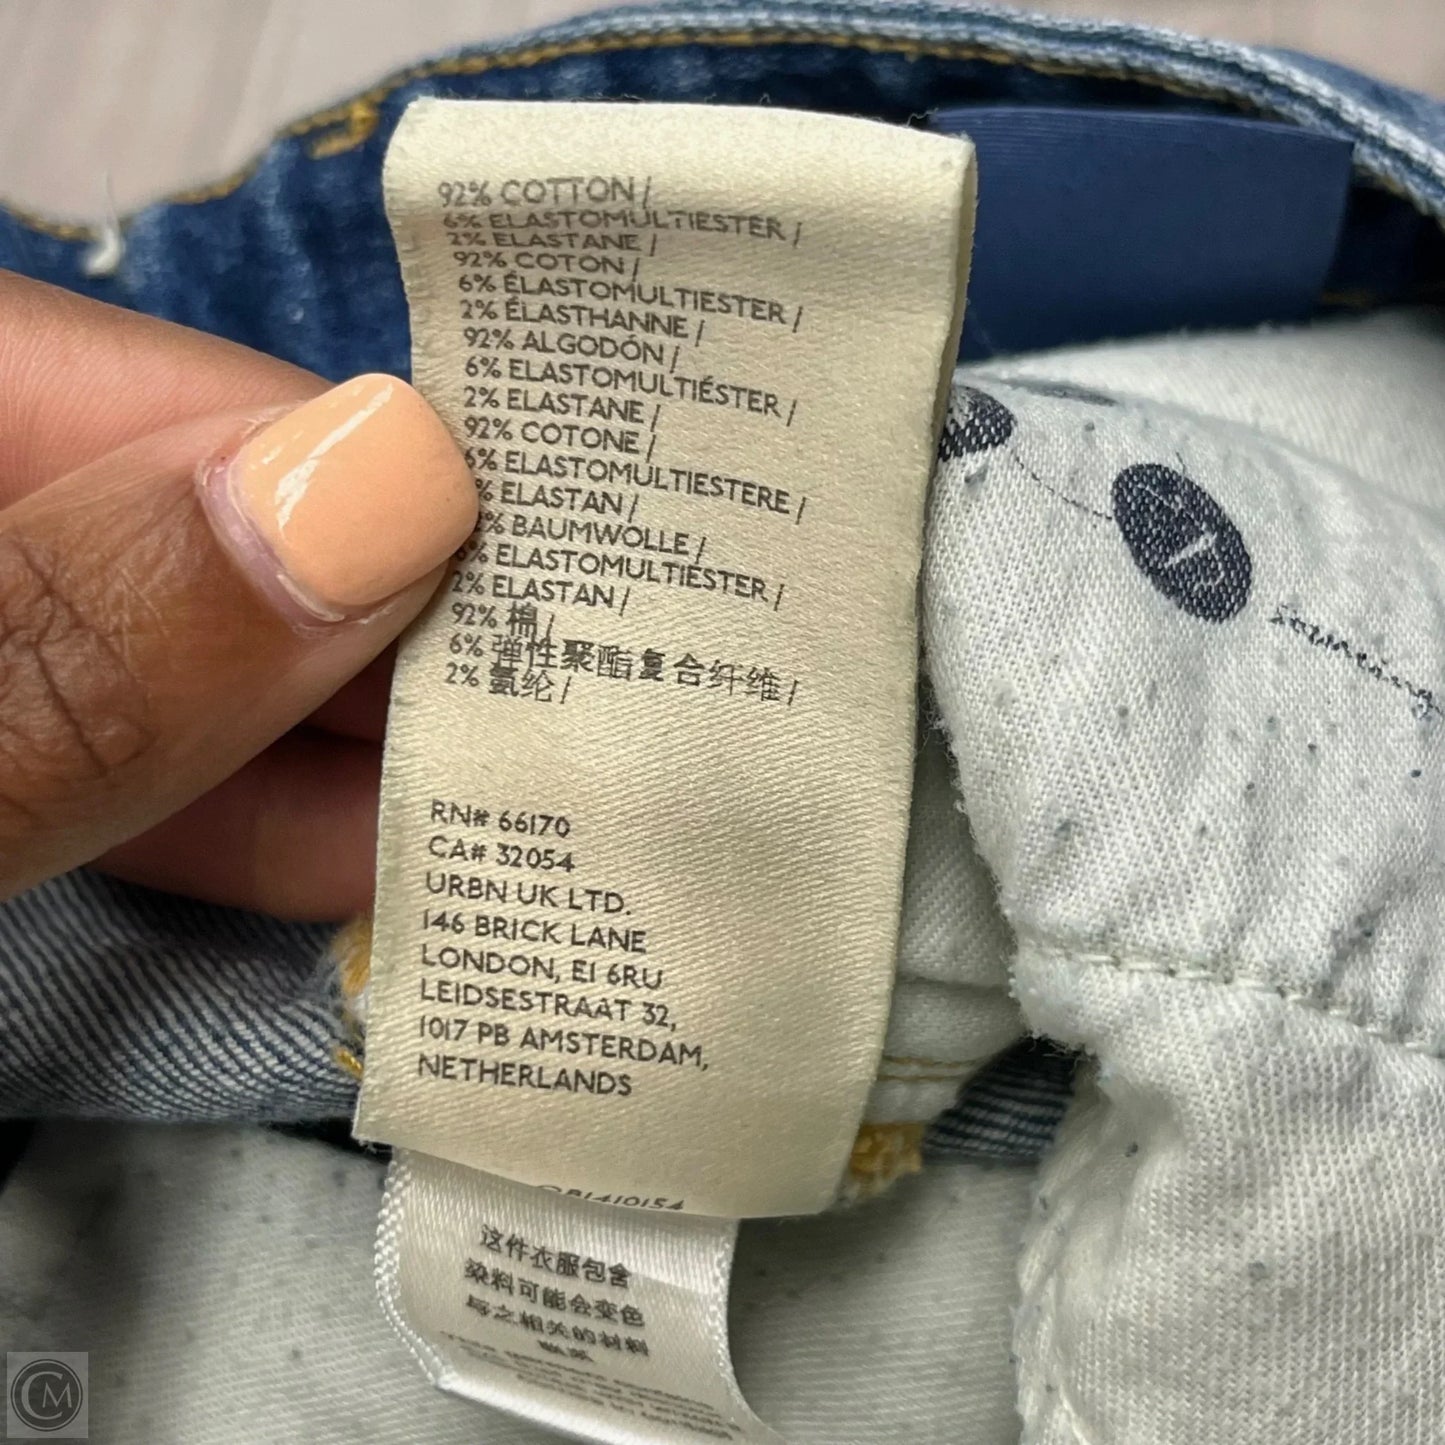 92% COTTON/
6% ELASTOMULTIESTER /
2% ELASTANE /
92% COTON /
6% ÉLASTOMULTIESTER /
2% ÉLASTHANNE /
92% ALGODÓN /
6% ELASTOMULTIÉSTER /
2% ELASTANE /
92% COTONE /
6% ELASTOMULTIESTERE /
% ELASTAN /
% BAUMWOLLE /
6% ELASTOMULTIESTER /
2% ELASTAN /
92% 棉/
6% 弹性聚酯复合纤维 /
2% 氨纶 /
RN# 66170
CA# 32054
URBN UK LTD.
146 BRICK LANE
LONDON, E1 6RU
LEIDSESTRAAT 32,
1017 PB AMSTERDAM,
NETHERLANDS
这件衣服包含
染料可能会变色
与之相关的材料
CM